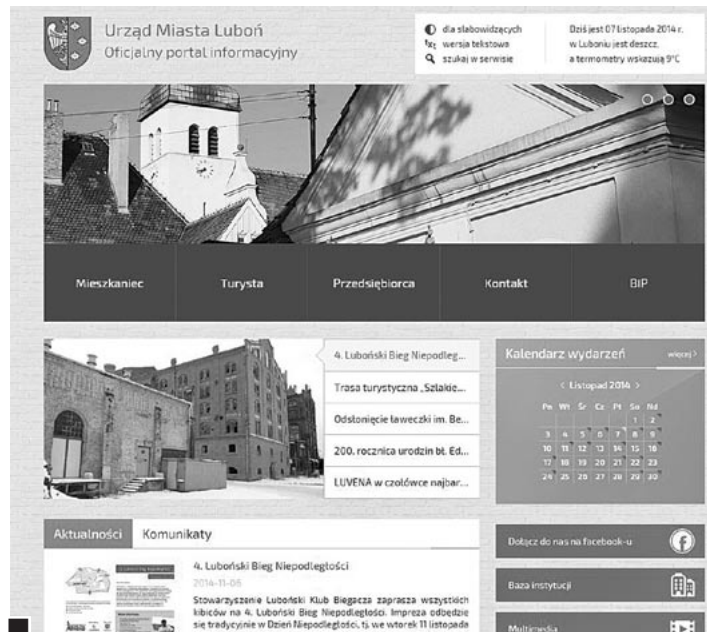 Urząd Miasta Luboń
Oficjalny portal informacyjny
dla słabowidzących
txt wersja tekstowa
szukaj w serwisie
Dziś jest 07 listopada 2014 r.
w Luboniu jest deszcz,
a termometry wskazują 9°C
Mieszkaniec
Turysta
Przedsiębiorca
Kontakt
BIP
4. Luboński Bieg Niepodleg...
Trasa turystyczna „Szlakie...
Odsłonięcie ławeczki im. Be...
200. rocznica urodzin bł. Ed...
LUVENA w czołówce najbar...
Kalendarz wydarzeń
więcej >
< Listopad 2014 >
Pn Wt Śr Cz Pt So Nd
1 2
3 4 5 6 7 8 9
10 11 12 13 14 15 16
17 18 19 20 21 22 23
24 25 26 27 28 29 30
Aktualności
Komunikaty
4. Luboński Bieg Niepodległości
2014-11-06
Stowarzyszenie Luboński Klub Biegacza zaprasza wszystkich
kibiców na 4. Luboński Bieg Niepodległości. Impreza odbędzie
się tradycyjnie w Dzień Niepodległości, tj. we wtorek 11 listopada
Dołącz do nas na facebook-u
Baza instytucji
Multimedia